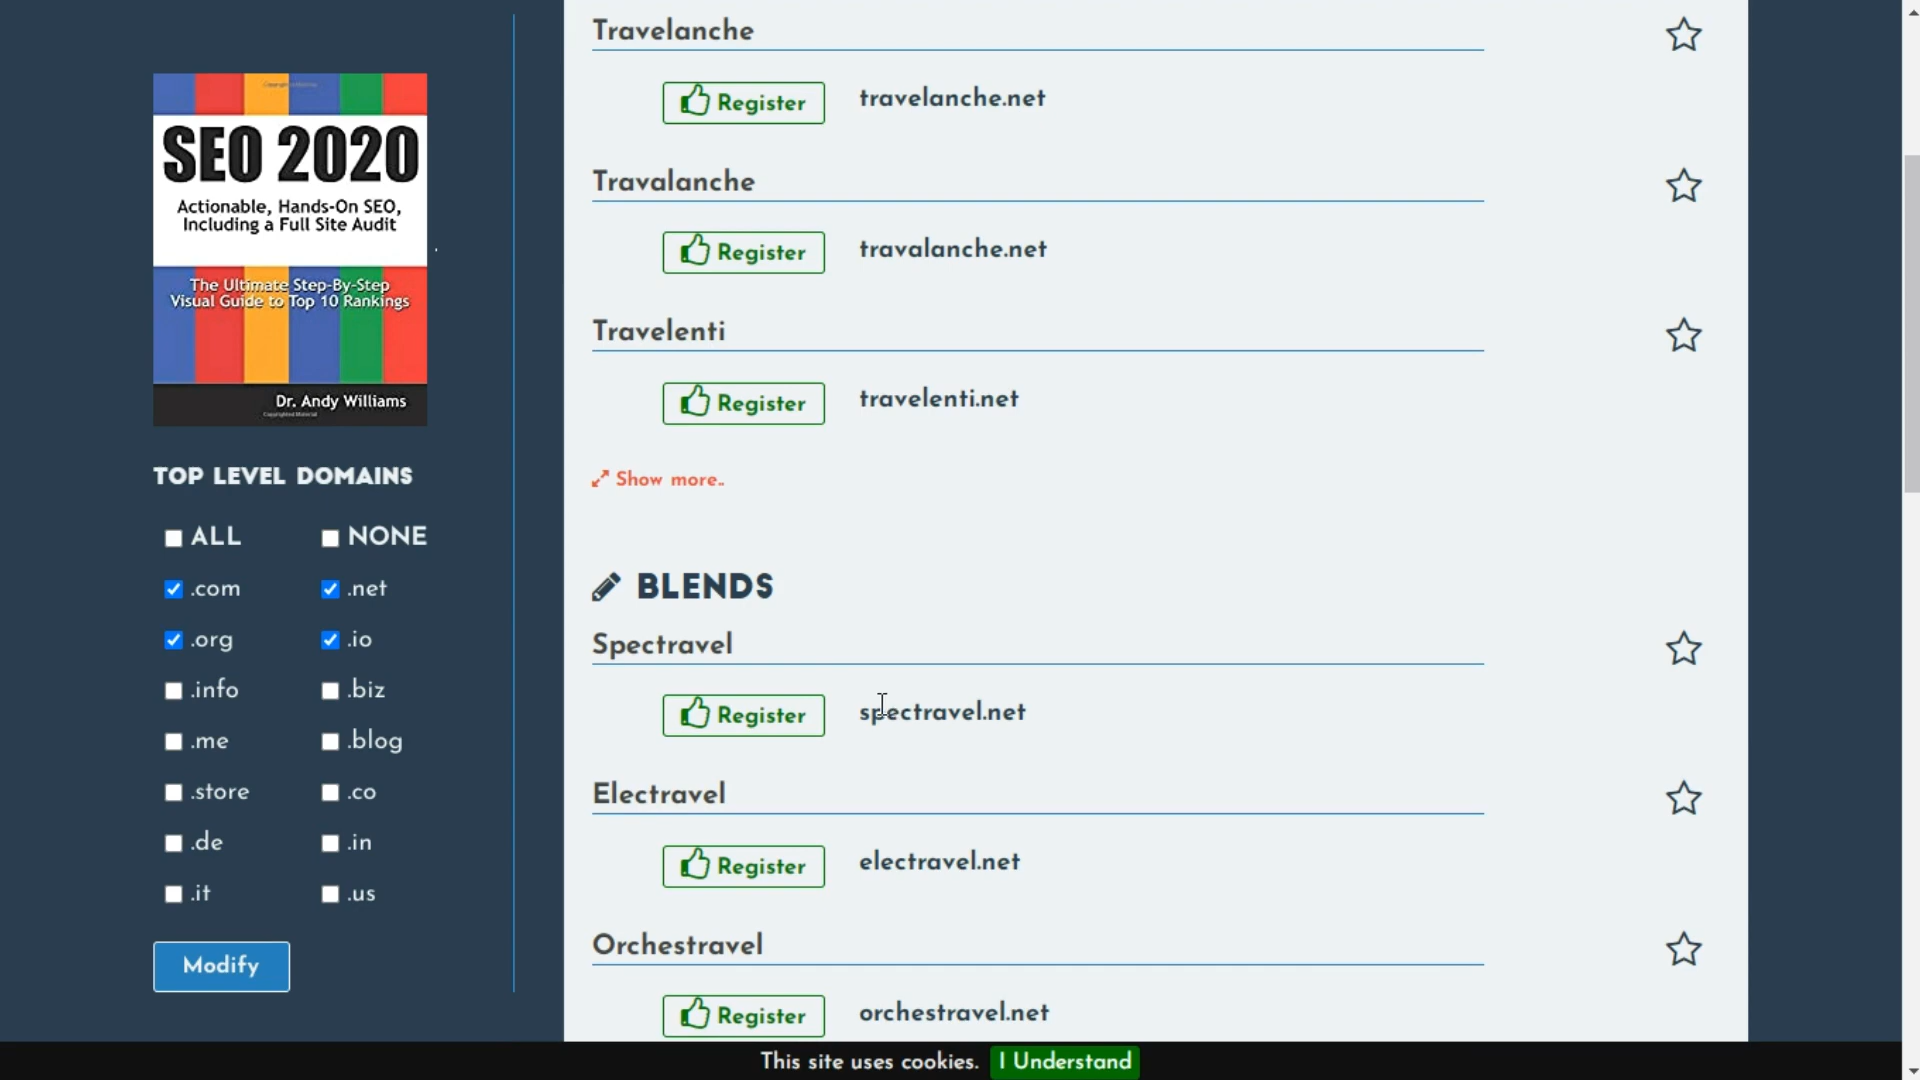 SEO 2020
Actionable, Hands-On SEO,
Including a Full Site Audit
The Ultimate Step-By-Step
Visual Guide to Top 10 Rankings
Dr. Andy Williams
Copyrighted Material
TOP LEVEL DOMAINS
ALL NONE
.com .net
.org .io
.info .biz
.me .blog
.store .co
.de .in
.it .us
Modify
Travelanche
Register travelanche.net
Travalanche
Register travalanche.net
Travelenti
Register travelenti.net
Show more..
BLENDS
Spectravel
Register spectravel.net
Electravel
Register electravel.net
Orchestravel
Register orchestravel.net
This site uses cookies. I Understand